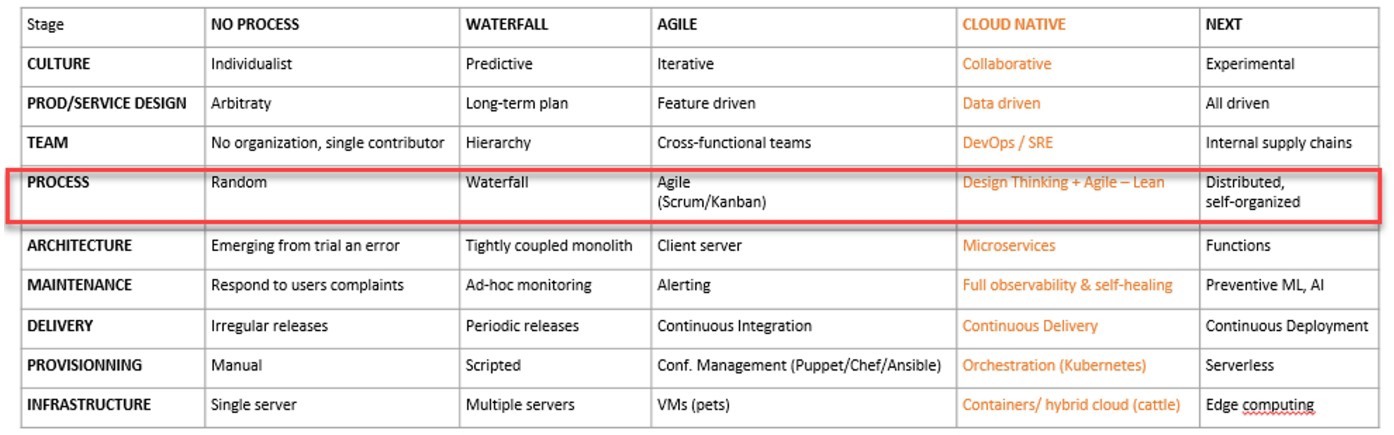 Stage NO PROCESS WATERFALL AGILE CLOUD NATIVE NEXT
CULTURE Individualist Predictive Iterative Collaborative Experimental
PROD/SERVICE DESIGN Arbitraty Long-term plan Feature driven Data driven All driven
TEAM No organization, single contributor Hierarchy Cross-functional teams DevOps / SRE Internal supply chains
PROCESS Random Waterfall Agile Design Thinking + Agile – Lean Distributed,
(Scrum/Kanban) self-organized
ARCHITECTURE Emerging from trial an error Tightly coupled monolith Client server Microservices Functions
MAINTENANCE Respond to users complaints Ad-hoc monitoring Alerting Full observability & self-healing Preventive ML, AI
DELIVERY Irregular releases Periodic releases Continuous Integration Continuous Delivery Continuous Deployment
PROVISIONNING Manual Scripted Conf. Management (Puppet/Chef/Ansible) Orchestration (Kubernetes) Serverless
INFRASTRUCTURE Single server Multiple servers VMs (pets) Containers/ hybrid cloud (cattle) Edge computing